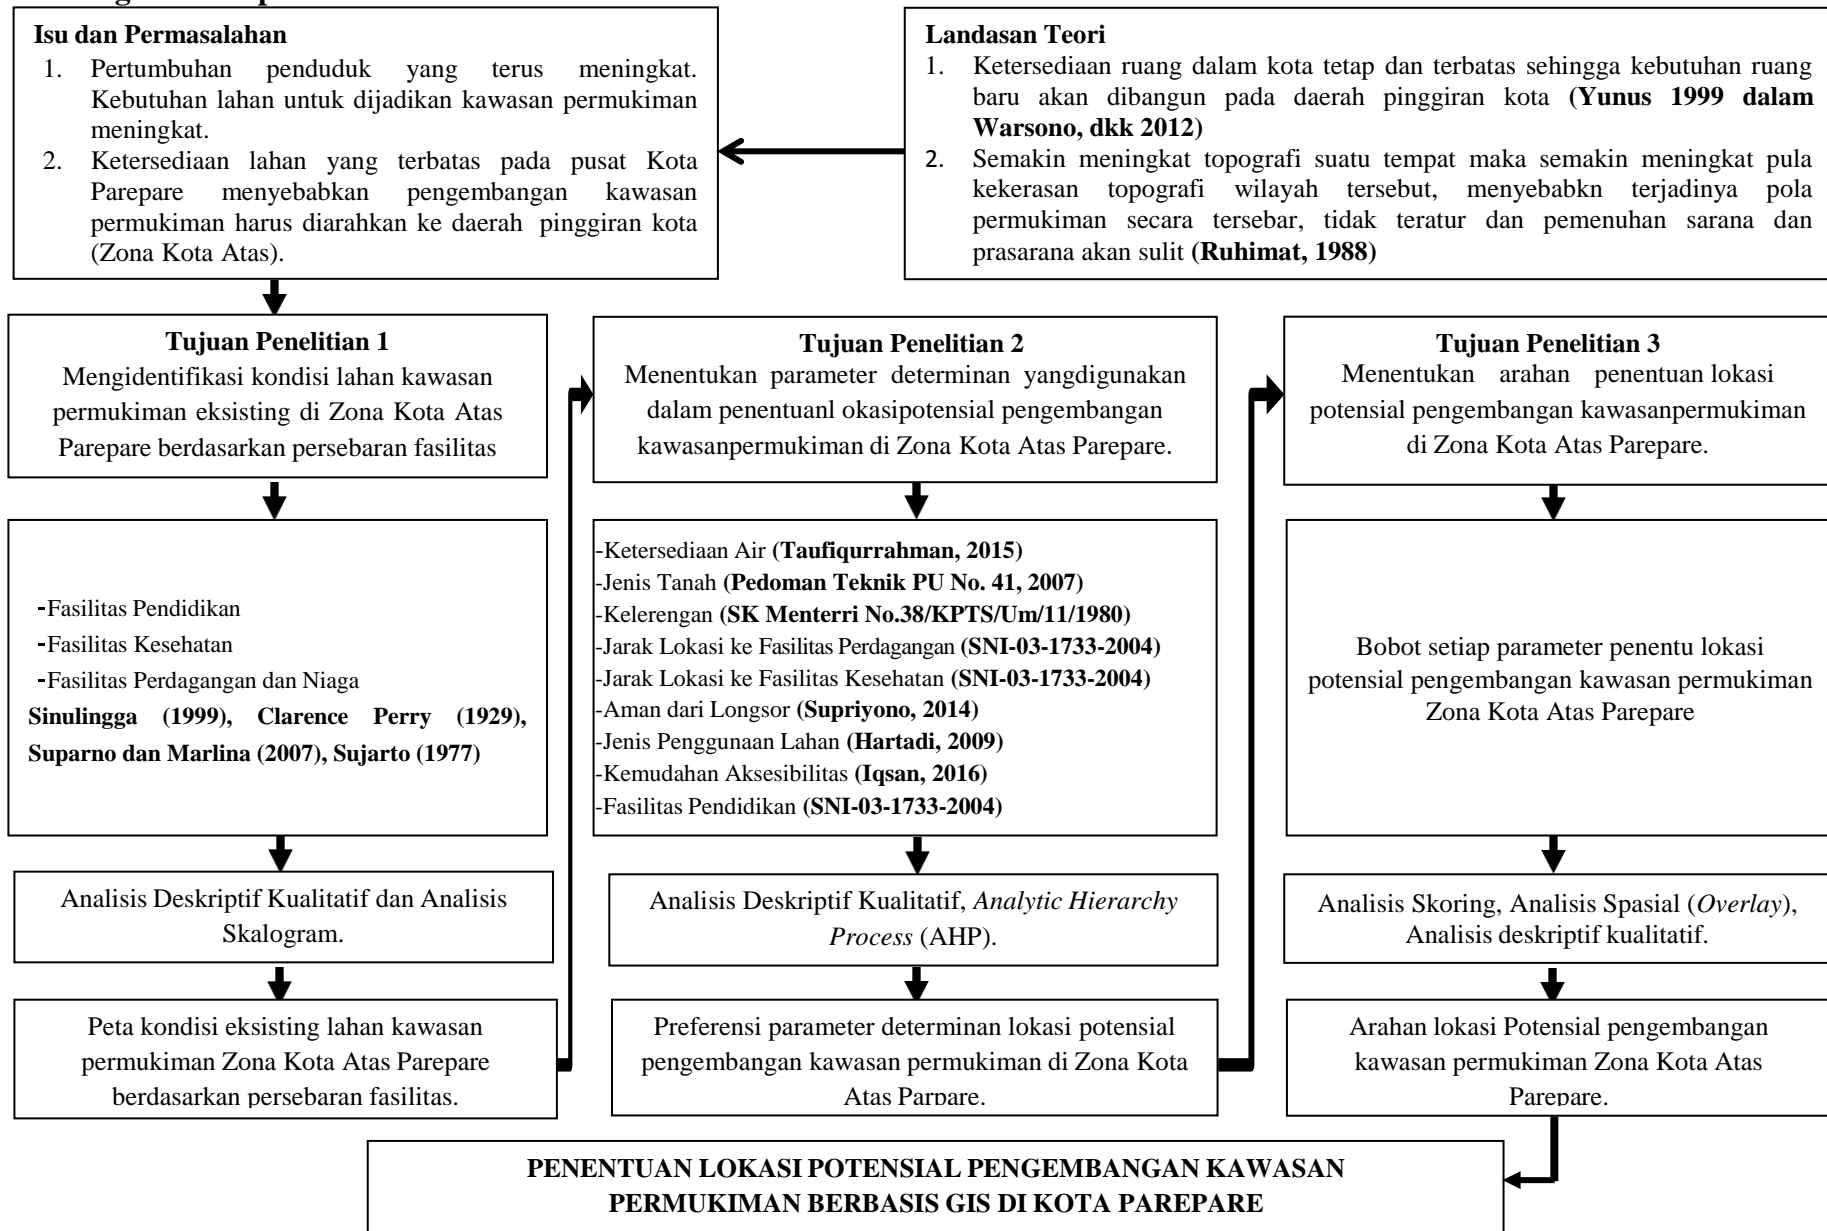 Isu dan Permasalahan
1. Pertumbuhan penduduk yang terus meningkat.
Kebutuhan lahan untuk dijadikan kawasan permukiman
meningkat.
2. Ketersediaan lahan yang terbatas pada pusat Kota
Parepare menyebabkan pengembangan kawasan
permukiman harus diarahkan ke daerah pinggiran kota
(Zona Kota Atas).
Landasan Teori
1. Ketersediaan ruang dalam kota tetap dan terbatas sehingga kebutuhan ruang
baru akan dibangun pada daerah pinggiran kota (Yunus 1999 dalam
Warsono, dkk 2012)
2. Semakin meningkat topografi suatu tempat maka semakin meningkat pula
kekerasan topografi wilayah tersebut, menyebabkn terjadinya pola
permukiman secara tersebar, tidak teratur dan pemenuhan sarana dan
prasarana akan sulit (Ruhimat, 1988)
Tujuan Penelitian 1
Mengidentifikasi kondisi lahan kawasan
permukiman eksisting di Zona Kota Atas
Parepare berdasarkan persebaran fasilitas
Tujuan Penelitian 2
Menentukan parameter determinan yangdigunakan
dalam penentuanl okasipotensial pengembangan
kawasanpermukiman di Zona Kota Atas Parepare.
Tujuan Penelitian 3
Menentukan arahan penentuan lokasi
potensial pengembangan kawasanpermukiman
di Zona Kota Atas Parepare.
-Fasilitas Pendidikan
-Fasilitas Kesehatan
-Fasilitas Perdagangan dan Niaga
Sinulingga (1999), Clarence Perry (1929),
Suparno dan Marlina (2007), Sujarto (1977)
-Ketersediaan Air (Taufiqurrahman, 2015)
-Jenis Tanah (Pedoman Teknik PU No. 41, 2007)
-Kelerengan (SK Menterri No.38/KPTS/Um/11/1980)
-Jarak Lokasi ke Fasilitas Perdagangan (SNI-03-1733-2004)
-Jarak Lokasi ke Fasilitas Kesehatan (SNI-03-1733-2004)
-Aman dari Longsor (Supriyono, 2014)
-Jenis Penggunaan Lahan (Hartadi, 2009)
-Kemudahan Aksesibilitas (Iqsan, 2016)
-Fasilitas Pendidikan (SNI-03-1733-2004)
Bobot setiap parameter penentu lokasi
potensial pengembangan kawasan permukiman
Zona Kota Atas Parepare
Analisis Deskriptif Kualitatif dan Analisis
Skalogram.
Analisis Deskriptif Kualitatif, Analytic Hierarchy
Process (AHP).
Analisis Skoring, Analisis Spasial (Overlay),
Analisis deskriptif kualitatif.
Peta kondisi eksisting lahan kawasan
permukiman Zona Kota Atas Parepare
berdasarkan persebaran fasilitas.
Preferensi parameter determinan lokasi potensial
pengembangan kawasan permukiman di Zona Kota
Atas Parpare.
Arahan lokasi Potensial pengembangan
kawasan permukiman Zona Kota Atas
Parepare.
PENENTUAN LOKASI POTENSIAL PENGEMBANGAN KAWASAN
PERMUKIMAN BERBASIS GIS DI KOTA PAREPARE